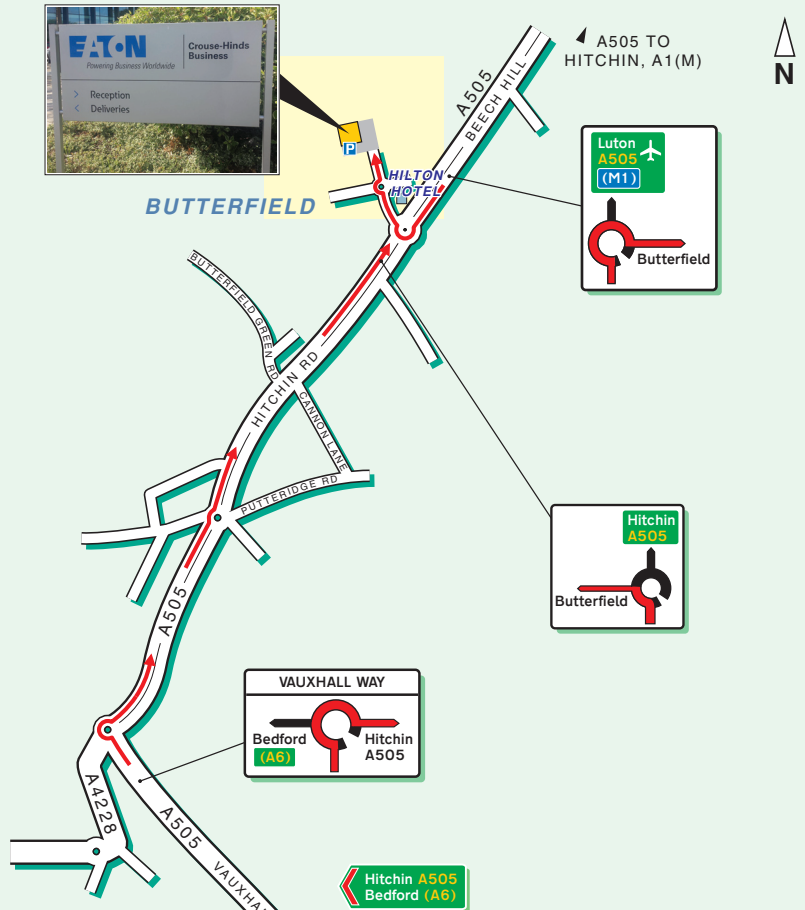 EATON
Powering Business Worldwide
Crouse-Hinds
Business
> Reception
< Deliveries
A505 TO
HITCHIN, A1(M)
N
A505
BEECH HILL
Luton
A505
(M1)
Butterfield
P
HILTON
HOTEL
BUTTERFIELD
BUTTERFIELD GREEN RD
HITCHIN RD
CANNON LANE
PUTTERIDGE RD
Hitchin
A505
Butterfield
A505
VAUXHALL WAY
Bedford
(A6)
Hitchin
A505
A4228
A505
VAUXHA
Hitchin A505
Bedford (A6)